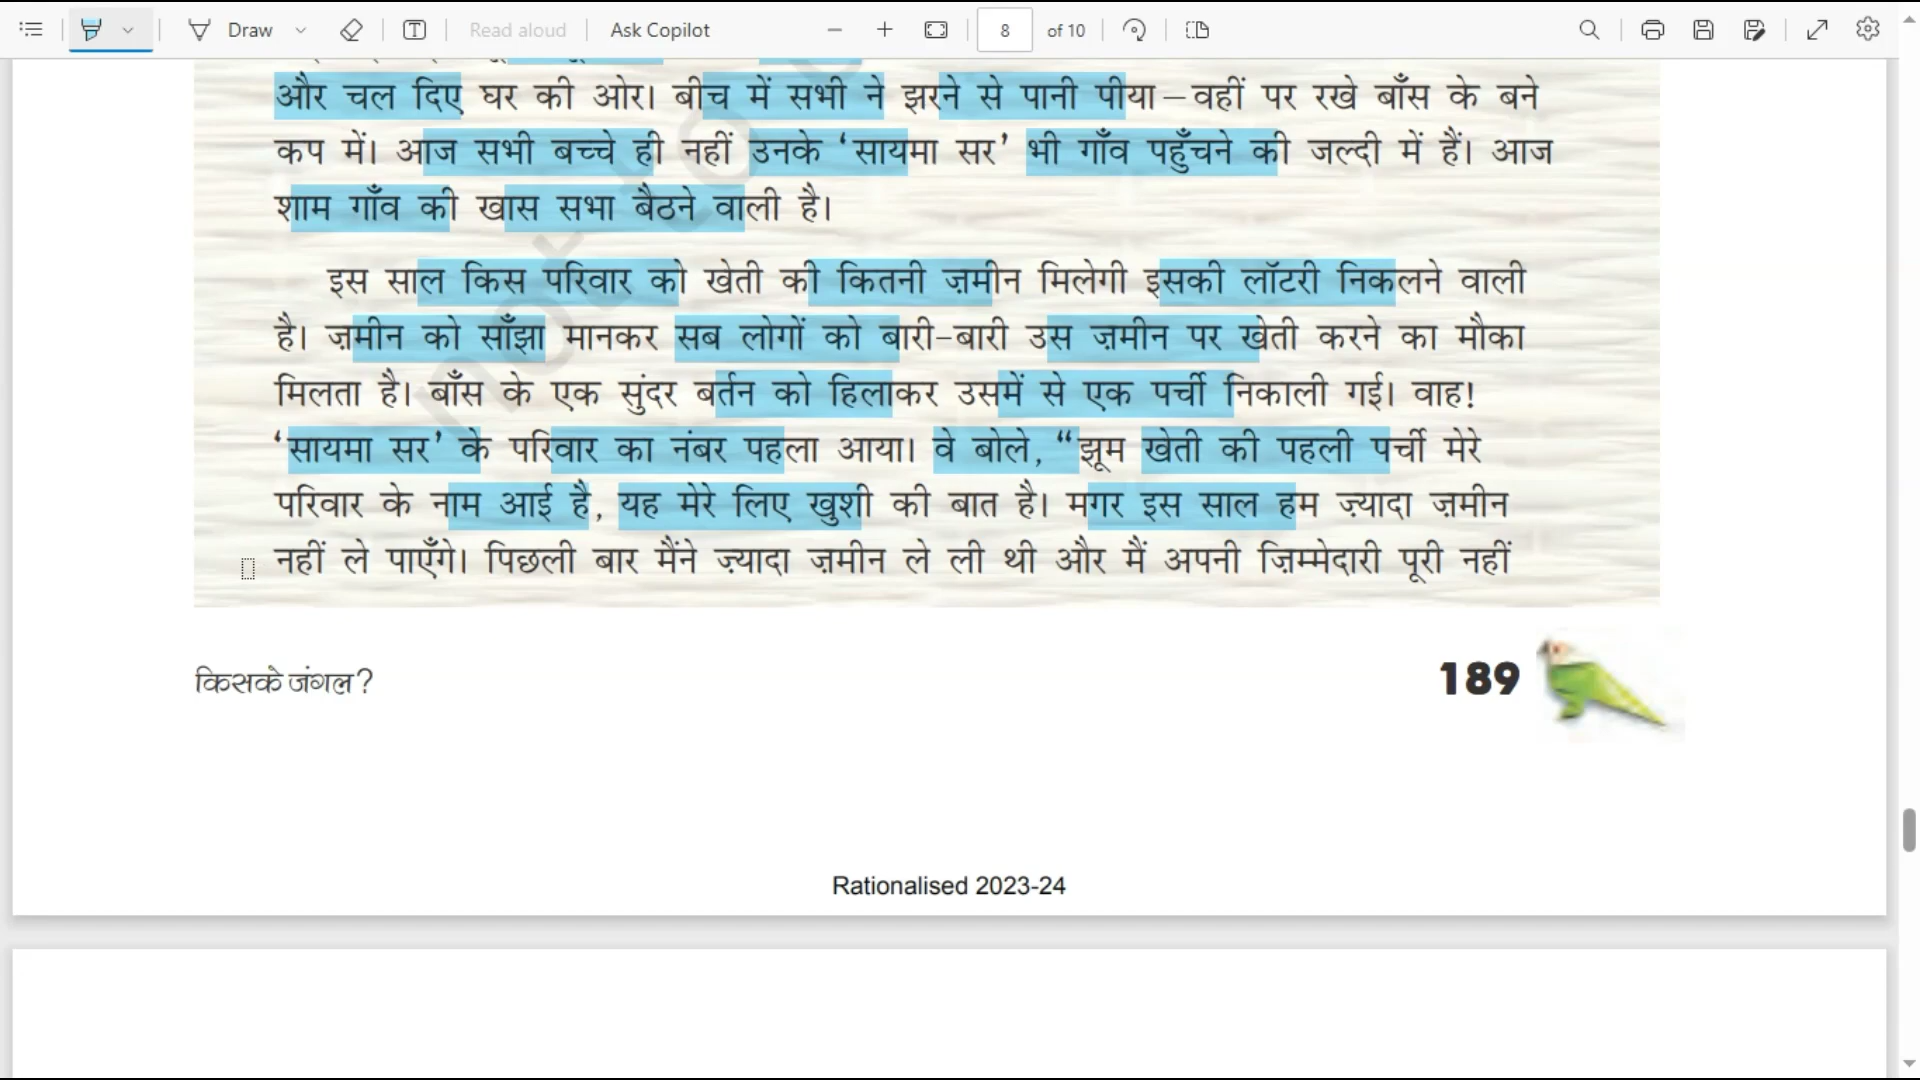 Draw
Read aloud
Ask Copilot
8
of 10
और चल दिए घर की ओर। बीच में सभी ने झरने से पानी पीया – वहीं पर रखे बाँस के बने
कप में। आज सभी बच्चे ही नहीं उनके ‘सायमा सर’ भी गाँव पहुँचने की जल्दी में हैं। आज
शाम गाँव की खास सभा बैठने वाली है।
इस साल किस परिवार को खेती की कितनी ज़मीन मिलेगी इसकी लॉटरी निकलने वाली
है। ज़मीन को साँझा मानकर सब लोगों को बारी-बारी उस ज़मीन पर खेती करने का मौका
मिलता है। बाँस के एक सुंदर बर्तन को हिलाकर उसमें से एक पर्ची निकाली गई। वाह!
‘सायमा सर’ के परिवार का नंबर पहला आया। वे बोले, “झूम खेती की पहली पर्ची मेरे
परिवार के नाम आई है, यह मेरे लिए खुशी की बात है। मगर इस साल हम ज़्यादा ज़मीन
नहीं ले पाएँगे। पिछली बार मैंने ज़्यादा ज़मीन ले ली थी और मैं अपनी ज़िम्मेदारी पूरी नहीं
किसके जंगल?
189
Rationalised 2023-24